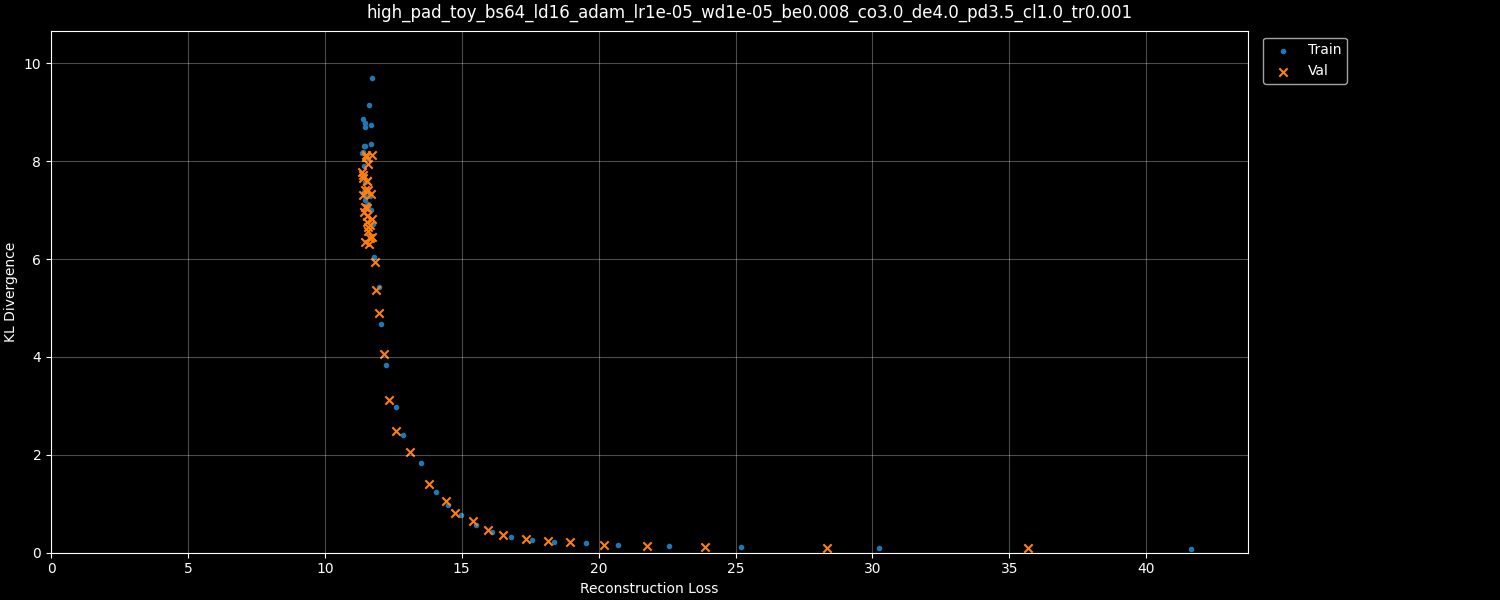 high_pad_toy_bs64_ld16_adam_lr1e-05_wd1e-05_be0.008_co3.0_de4.0_pd3.5_cl1.0_tr0.001
Train
Val
10
8
6
4
2
0
KL Divergence
0 5 10 15 20 25 30 35 40
Reconstruction Loss